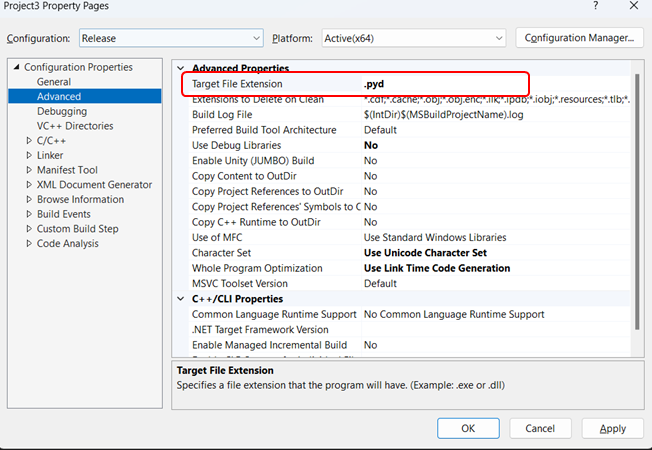 Project3 Property Pages ? ×
Configuration: Release Platform: Active(x64) Configuration Manager...
Configuration Properties
General
Advanced
Debugging
VC++ Directories
C/C++
Linker
Manifest Tool
XML Document Generator
Browse Information
Build Events
Custom Build Step
Code Analysis
Advanced Properties
Target File Extension .pyd
Extensions to Delete on Clean *.cdf;*.cache;*.obj;*.obj.enc;*.ilk;*.ipdb;*.iobj;*.resources;*.tlb;*.
Build Log File $(IntDir)$(MSBuildProjectName).log
Preferred Build Tool Architecture Default
Use Debug Libraries No
Enable Unity (JUMBO) Build No
Copy Content to OutDir No
Copy Project References to OutDir No
Copy Project References' Symbols to C No
Copy C++ Runtime to OutDir No
Use of MFC Use Standard Windows Libraries
Character Set Use Unicode Character Set
Whole Program Optimization Use Link Time Code Generation
MSVC Toolset Version Default
C++/CLI Properties
Common Language Runtime Support No Common Language Runtime Support
.NET Target Framework Version
Enable Managed Incremental Build No
Target File Extension
Specifies a file extension that the program will have. (Example: .exe or .dll)
OK Cancel Apply